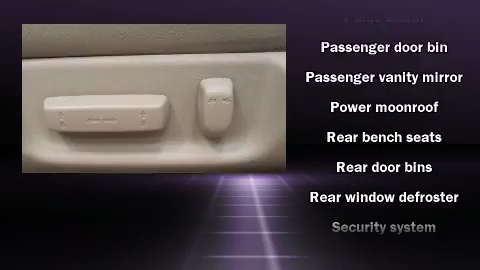 Passenger door bin
Passenger vanity mirror
Power moonroof
Rear bench seats
Rear door bins
Rear window defroster
Security system